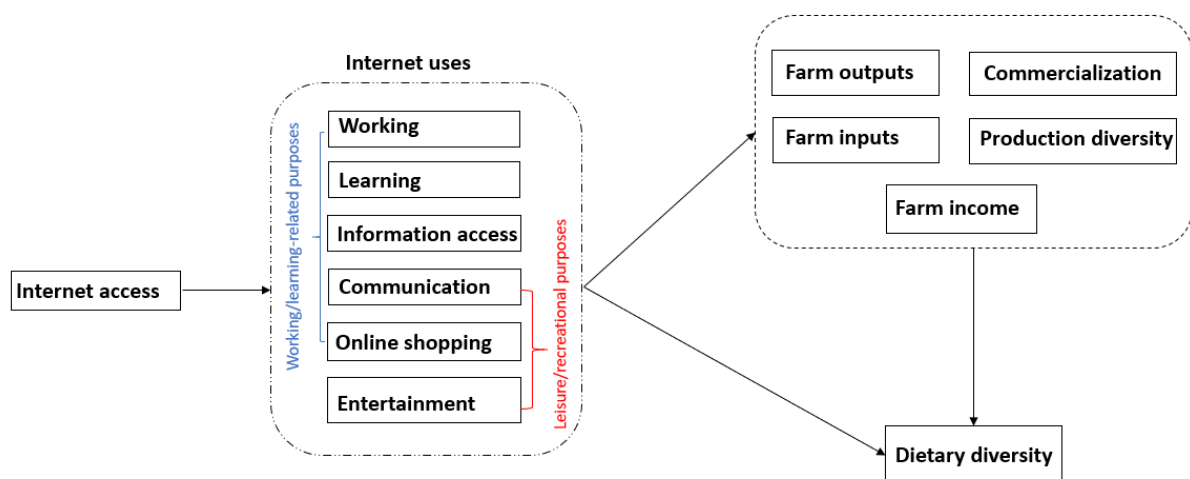 Internet access
Internet uses
Working/learning-related purposes
Working
Learning
Information access
Communication
Online shopping
Entertainment
Leisure/recreational purposes
Farm outputs
Commercialization
Farm inputs
Production diversity
Farm income
Dietary diversity